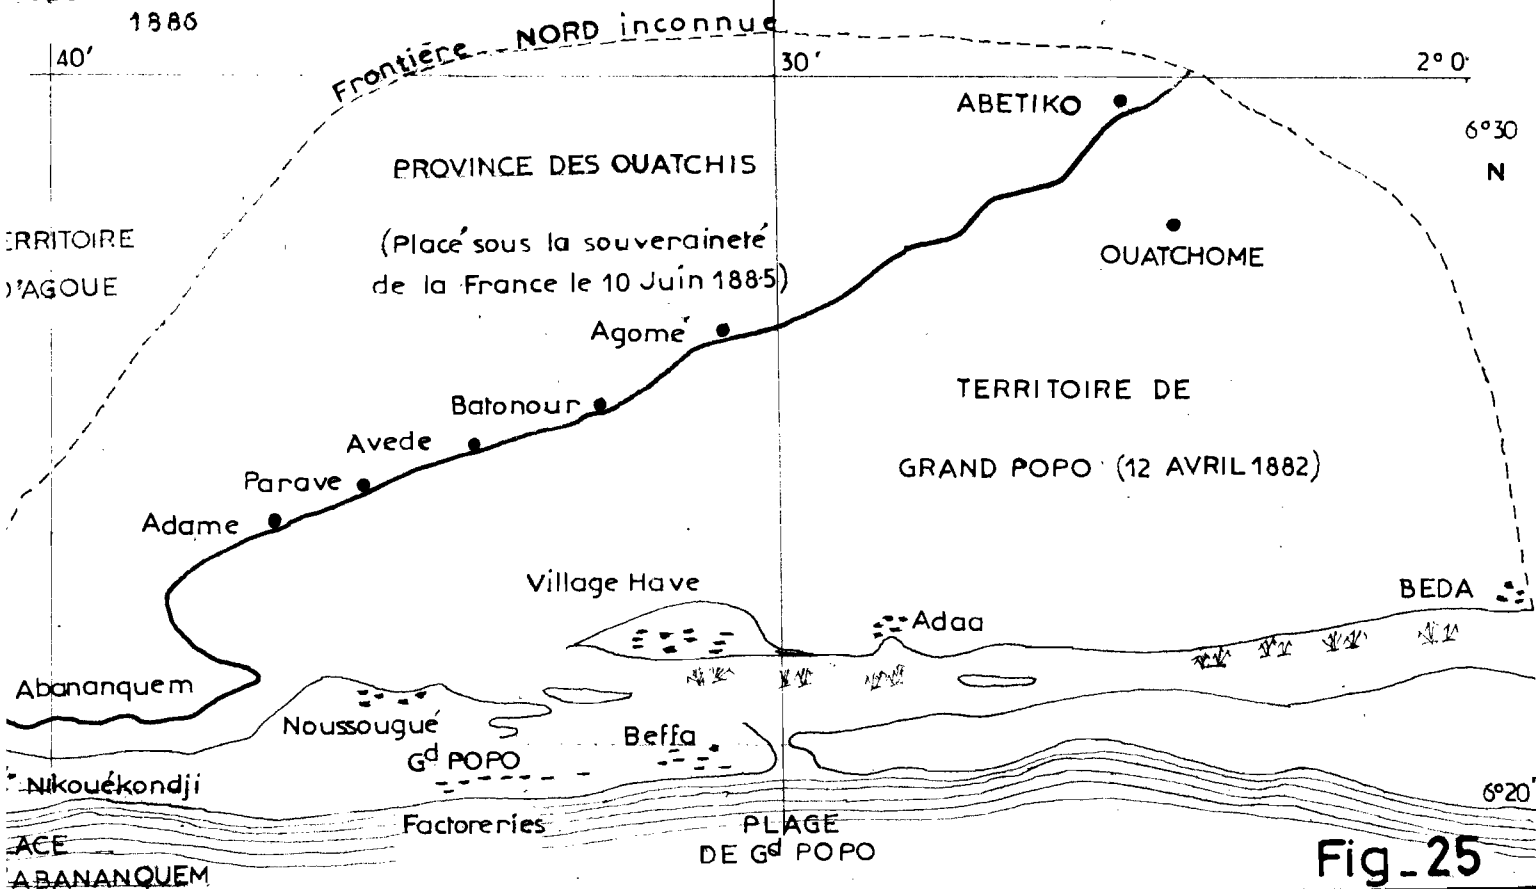 1886
Frontiére NORD inconnue
40'
30'
2° 0
ABETIKO
6°30
N
PROVINCE DES OUATCHIS
ERRITOIRE
D'AGOUE
(Placé sous la souveraineté
de la France le 10 Juin 1885)
OUATCHOME
Agomé
TERRITOIRE DE
GRAND POPO (12 AVRIL 1882)
Batonour
Avede
Parave
Adame
Village Have
BEDA
Adaa
Abananquem
Noussougué
Gd POPO
Beffa
Nikouékondji
6°20'
Factoreries
PLAGE
DE Gd POPO
ACE
ABANANQUEM
Fig_25